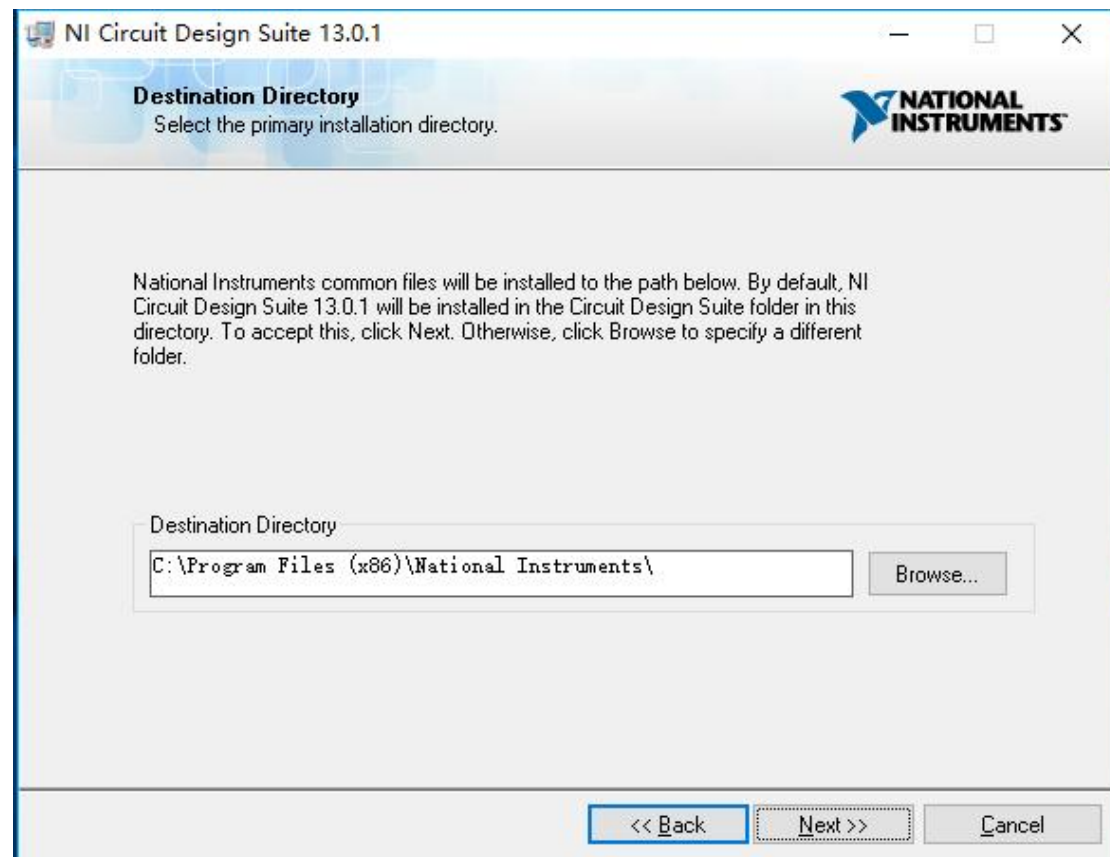 NI Circuit Design Suite 13.0.1
Destination Directory
Select the primary installation directory.
NATIONAL
INSTRUMENTS™
National Instruments common files will be installed to the path below. By default, NI
Circuit Design Suite 13.0.1 will be installed in the Circuit Design Suite folder in this
directory. To accept this, click Next. Otherwise, click Browse to specify a different
folder.
Destination Directory
C:\Program Files (x86)\National Instruments\
Browse...
<< Back
Next >>
Cancel